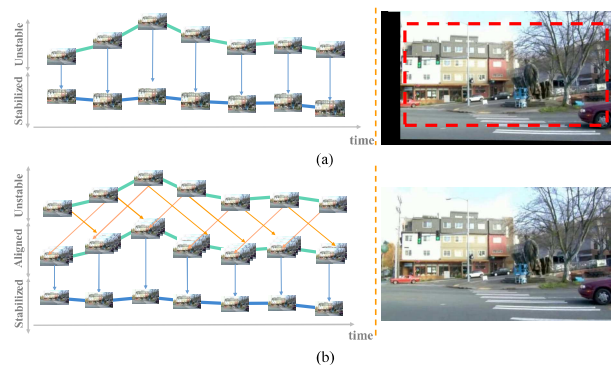 Unstable
Stabilized
time
(a)
Unstable
Aligned
Stabilized
time
(b)